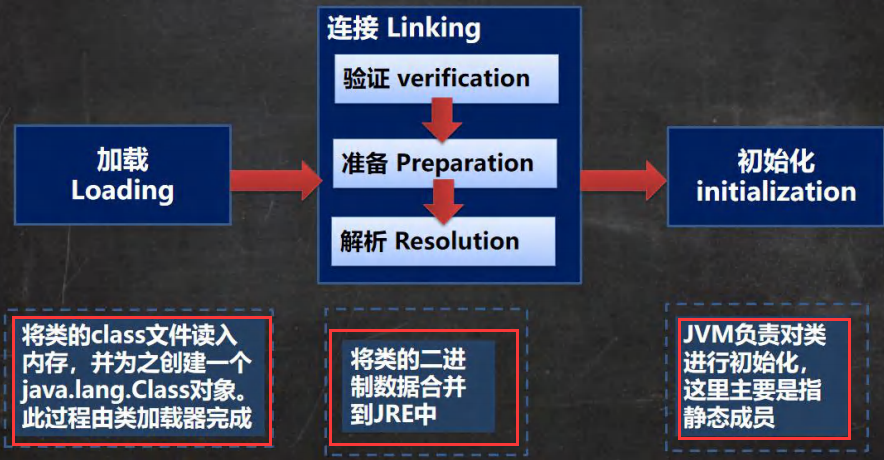 加载
Loading
连接 Linking
验证 verification
准备 Preparation
解析 Resolution
初始化
initialization
将类的class文件读入
内存，并为之创建一个
java.lang.Class对象。
此过程由类加载器完成
将类的二进
制数据合并
到JRE中
JVM负责对类
进行初始化，
这里主要是指
静态成员